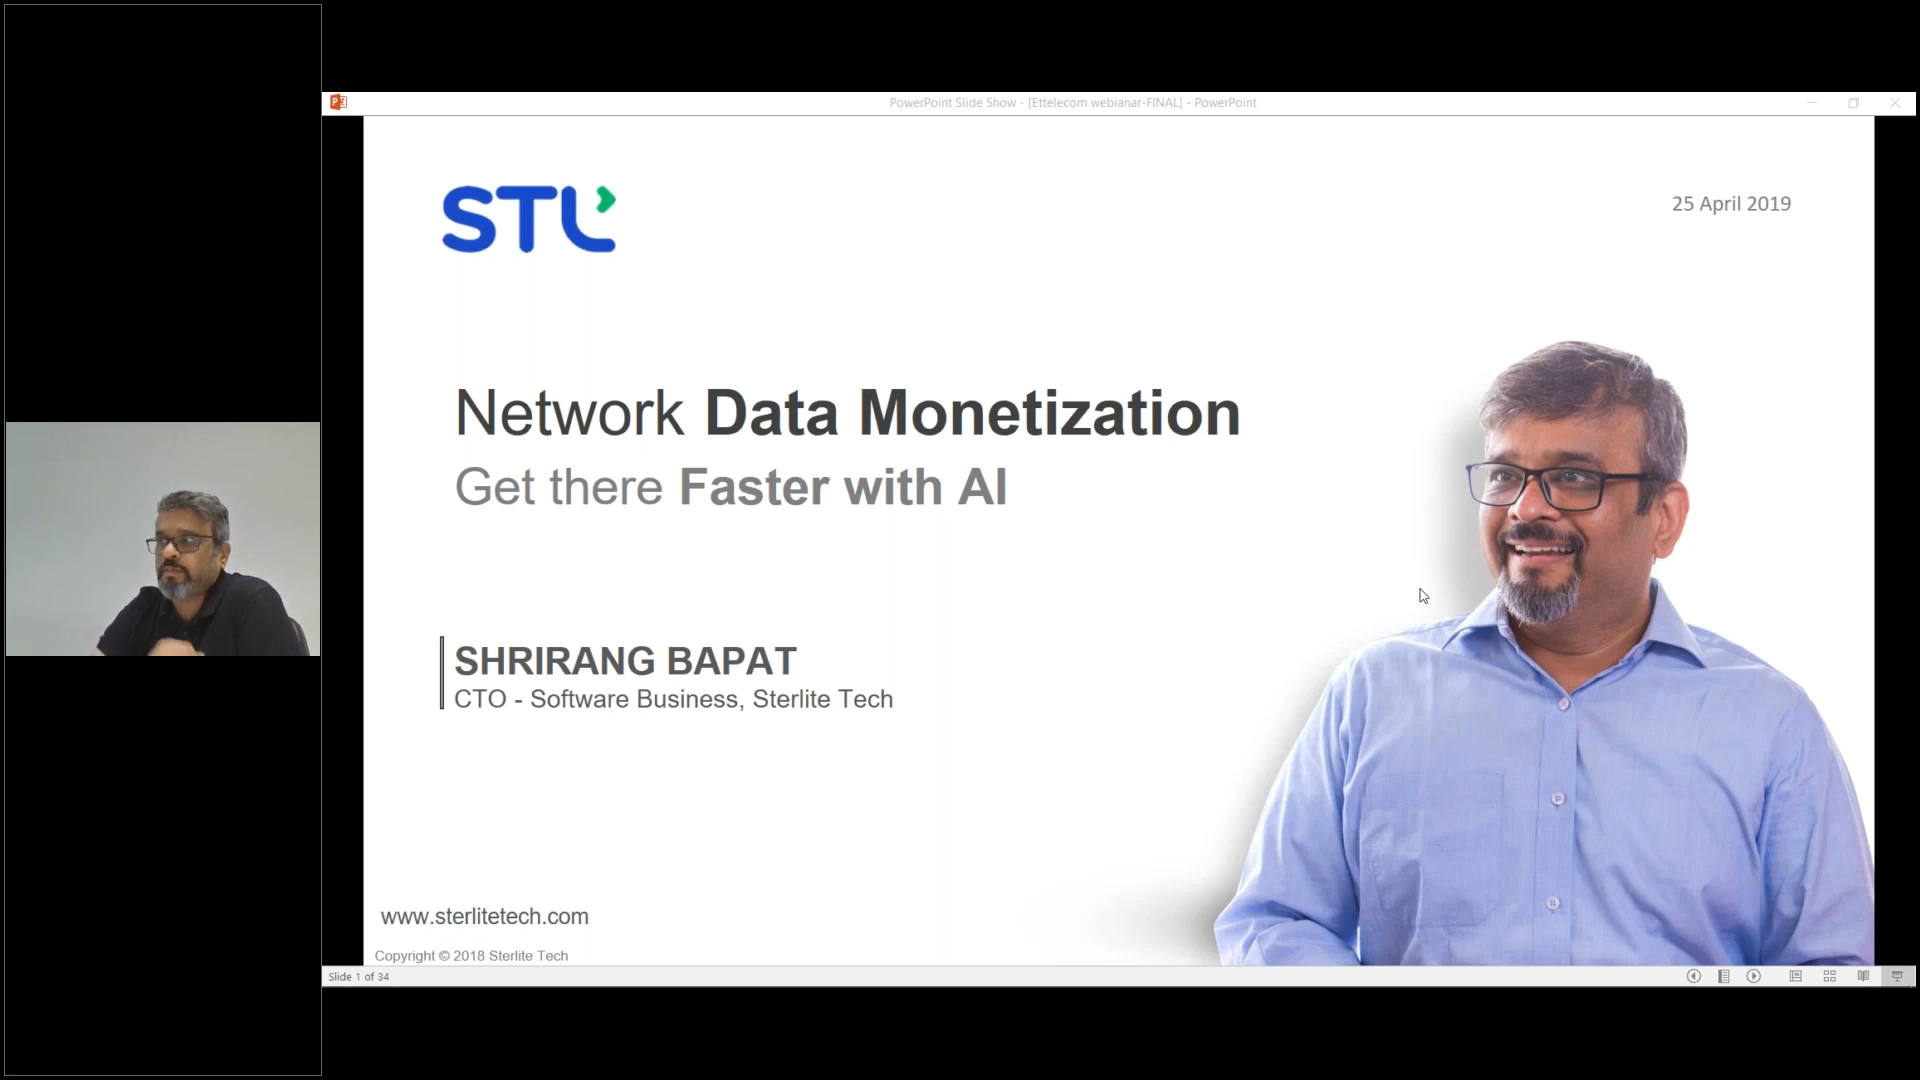 PowerPoint Slide Show - [Ettelecom webianar-FINAL] - PowerPoint
STL
25 April 2019
Network Data Monetization
Get there Faster with AI
SHRIRANG BAPAT
CTO - Software Business, Sterlite Tech
www.sterlitetech.com
Copyright © 2018 Sterlite Tech
Slide 1 of 34